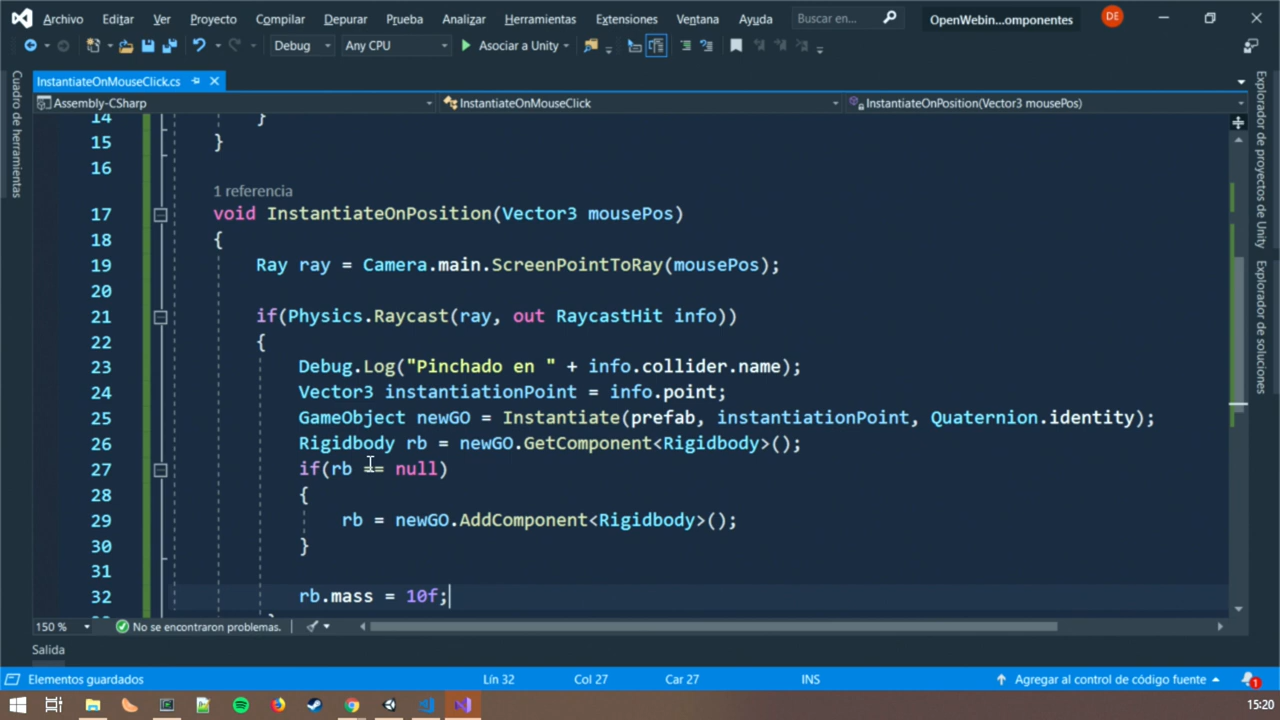 Archivo Editar Ver Proyecto Compilar Depurar Prueba Analizar Herramientas Extensiones Ventana Ayuda Buscar en... OpenWebin...omponentes DE
Debug Any CPU Asociar a Unity
InstantiateOnMouseClick.cs
Assembly-CSharp InstantiateOnMouseClick InstantiateOnPosition(Vector3 mousePos)
Cuadro de herramientas
Explorador de proyectos de Unity
Explorador de soluciones
14 }
15 }
16
1 referencia
17 void InstantiateOnPosition(Vector3 mousePos)
18 {
19 Ray ray = Camera.main.ScreenPointToRay(mousePos);
20
21 if(Physics.Raycast(ray, out RaycastHit info))
22 {
23 Debug.Log("Pinchado en " + info.collider.name);
24 Vector3 instantiationPoint = info.point;
25 GameObject newGO = Instantiate(prefab, instantiationPoint, Quaternion.identity);
26 Rigidbody rb = newGO.GetComponent<Rigidbody>();
27 if(rb == null)
28 {
29 rb = newGO.AddComponent<Rigidbody>();
30 }
31
32 rb.mass = 10f;
150 % No se encontraron problemas.
Salida
Elementos guardados Lín 32 Col 27 Car 27 INS Agregar al control de código fuente 1
15:20